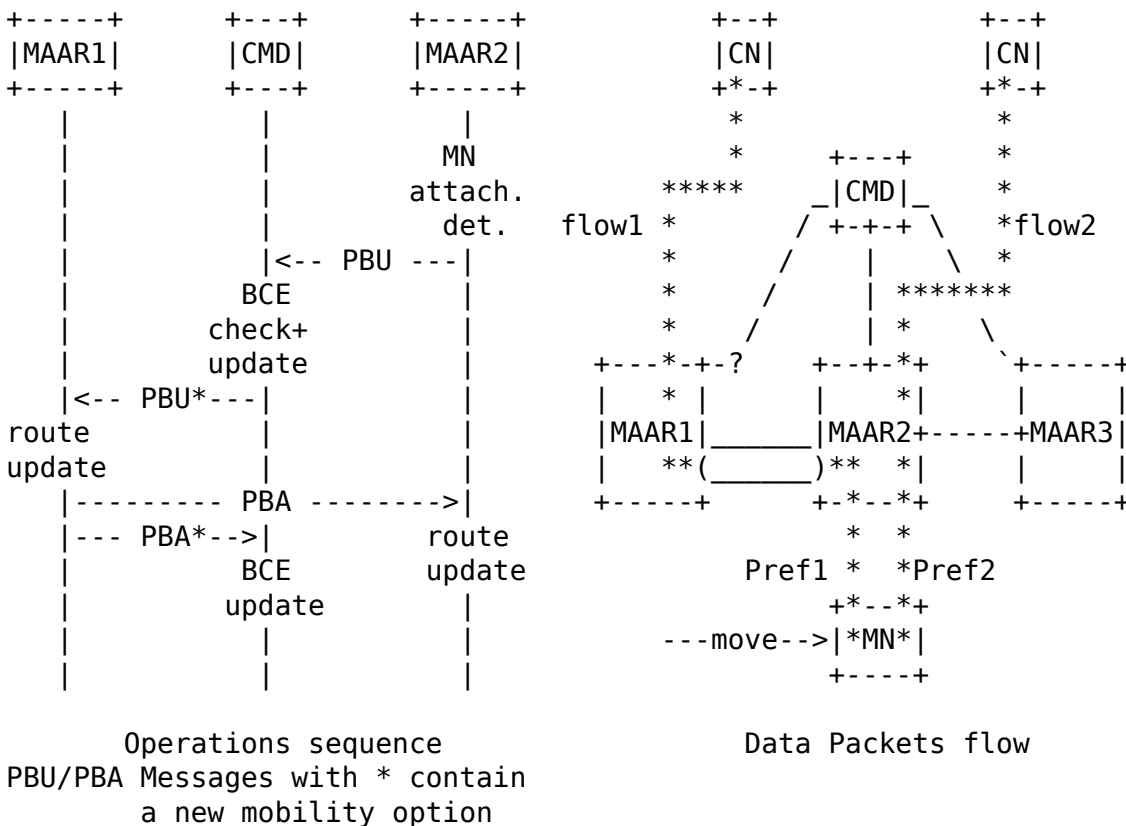 +-----+      +---+      +-----+           +--+            +--+
|MAAR1|      |CMD|      |MAAR2|           |CN|            |CN|
+-----+      +---+      +-----+           +*-+            +*-+
   |           |           |               *               *
   |           |          MN               *     +---+     *
   |           |        attach.        *****    _|CMD|_    *
   |           |          det.   flow1 *       / +-+-+ \   *flow2
   |           |<-- PBU ---|           *      /    |    \  *
   |          BCE          |           *     /     | *******
   |        check+         |           *    /      | *    \
   |        update         |       +---*-+-?    +--+-*+     `+-----+
   |<-- PBU*---|           |       |   * |      |    *|      |     |
route          |           |       |MAAR1|______|MAAR2+-----+MAAR3|
update         |           |       |   **(______)**  *|      |     |
   |--------- PBA -------->|       +-----+      +-*--*+      +-----+
   |--- PBA*-->|         route                    *  *
   |          BCE        update             Pref1 *  *Pref2
   |         update        |                     +*--*+
   |           |           |           ---move-->|*MN*|
   |           |           |                     +----+
Operations sequence                  Data Packets flow
PBU/PBA Messages with * contain
a new mobility option